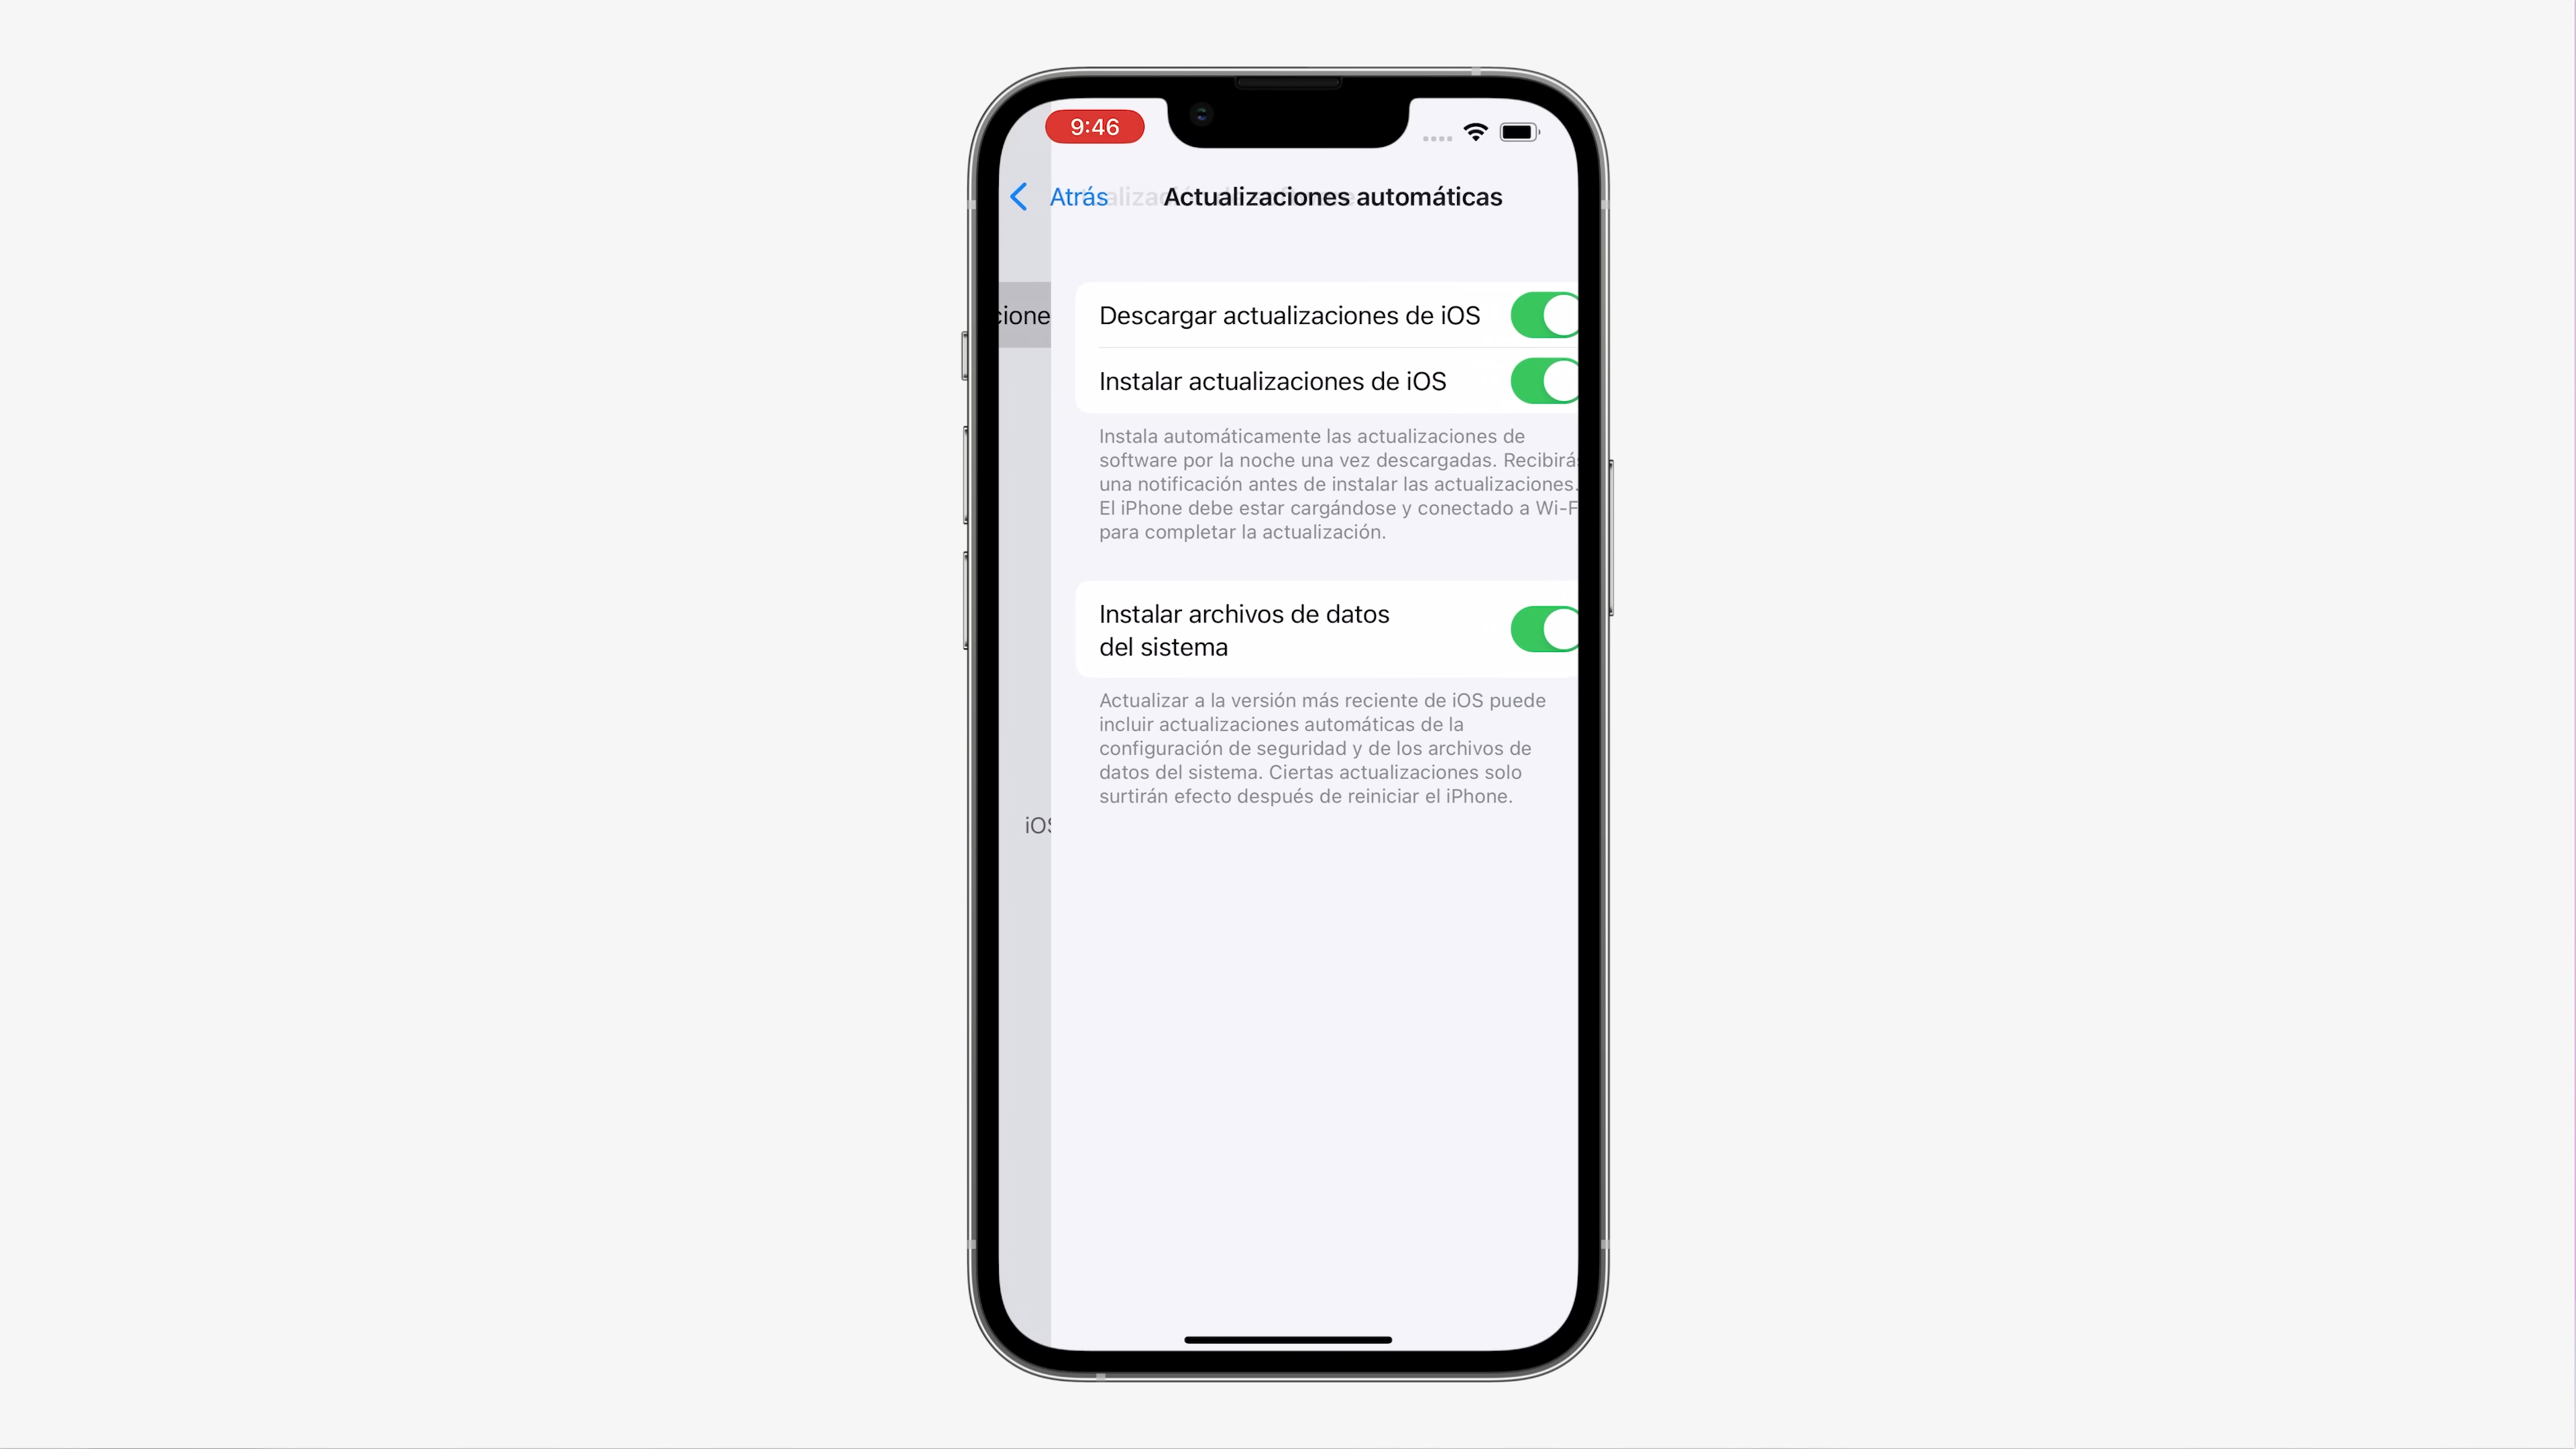 9:46
Atrás
Actualizaciones automáticas
cione
Descargar actualizaciones de iOS
Instalar actualizaciones de iOS
Instala automáticamente las actualizaciones de
software por la noche una vez descargadas. Recibirás
una notificación antes de instalar las actualizaciones.
El iPhone debe estar cargándose y conectado a Wi-F
para completar la actualización.
Instalar archivos de datos
del sistema
Actualizar a la versión más reciente de iOS puede
incluir actualizaciones automáticas de la
configuración de seguridad y de los archivos de
datos del sistema. Ciertas actualizaciones solo
surtirán efecto después de reiniciar el iPhone.
iOS